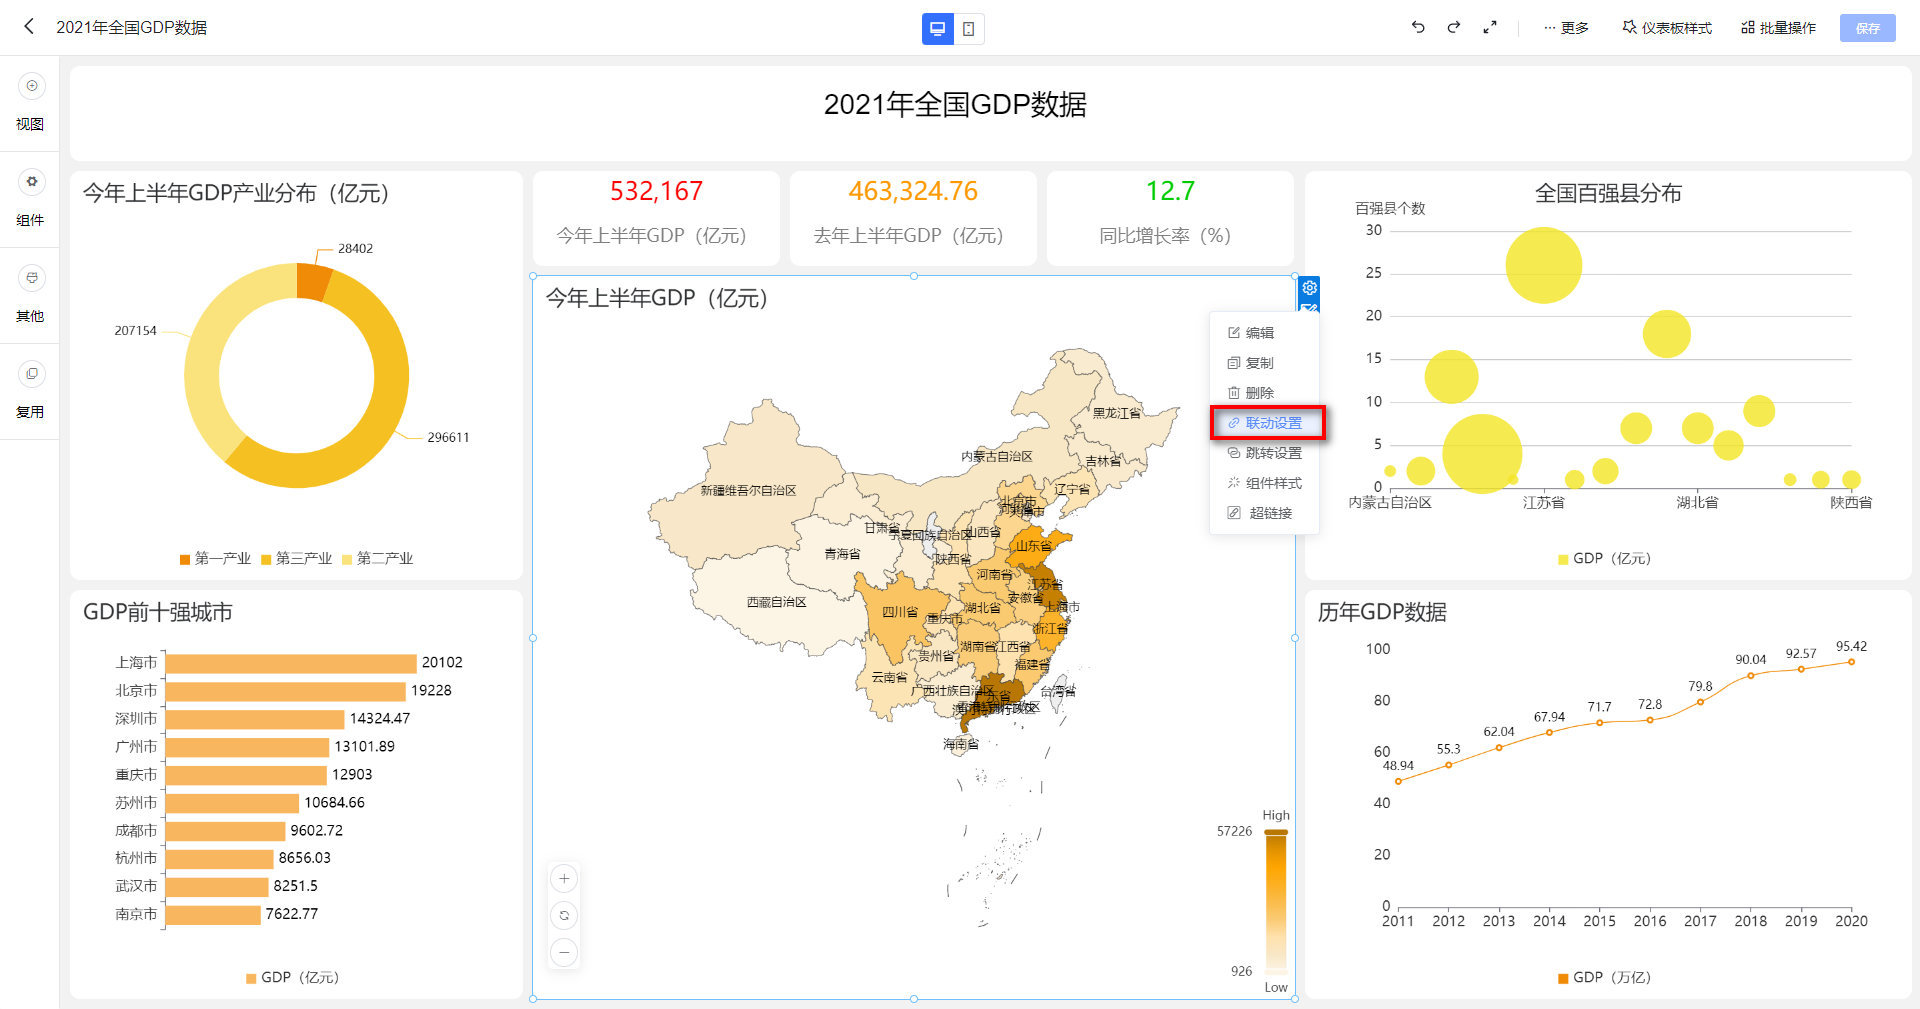 2021年全国GDP数据
更多
仪表板样式
批量操作
保存
视图
组件
其他
复用
2021年全国GDP数据
今年上半年GDP产业分布（亿元）
28402
207154
296611
第一产业
第三产业
第二产业
532,167
今年上半年GDP（亿元）
463,324.76
去年上半年GDP（亿元）
12.7
同比增长率（%）
全国百强县分布
百强县个数
30
25
20
15
10
5
0
内蒙古自治区
江苏省
湖北省
陕西省
GDP（亿元）
今年上半年GDP（亿元）
编辑
复制
删除
联动设置
跳转设置
组件样式
超链接
黑龙江省
内蒙古自治区
吉林省
新疆维吾尔自治区
辽宁省
北京市
甘肃省
宁夏回族自治区
山西省
青海省
山东省
陕西省
河南省
江苏省
西藏自治区
安徽省
四川省
湖北省
上海市
重庆市
浙江省
湖南省
江西省
贵州省
福建省
云南省
广西壮族自治区
台湾省
海南省
High
57226
926
Low
GDP前十强城市
上海市 20102
北京市 19228
深圳市 14324.47
广州市 13101.89
重庆市 12903
苏州市 10684.66
成都市 9602.72
杭州市 8656.03
武汉市 8251.5
南京市 7622.77
GDP（亿元）
历年GDP数据
100
80
60
40
20
0
48.94
55.3
62.04
67.94
71.7
72.8
79.8
90.04
92.57
95.42
2011
2012
2013
2014
2015
2016
2017
2018
2019
2020
GDP（万亿）